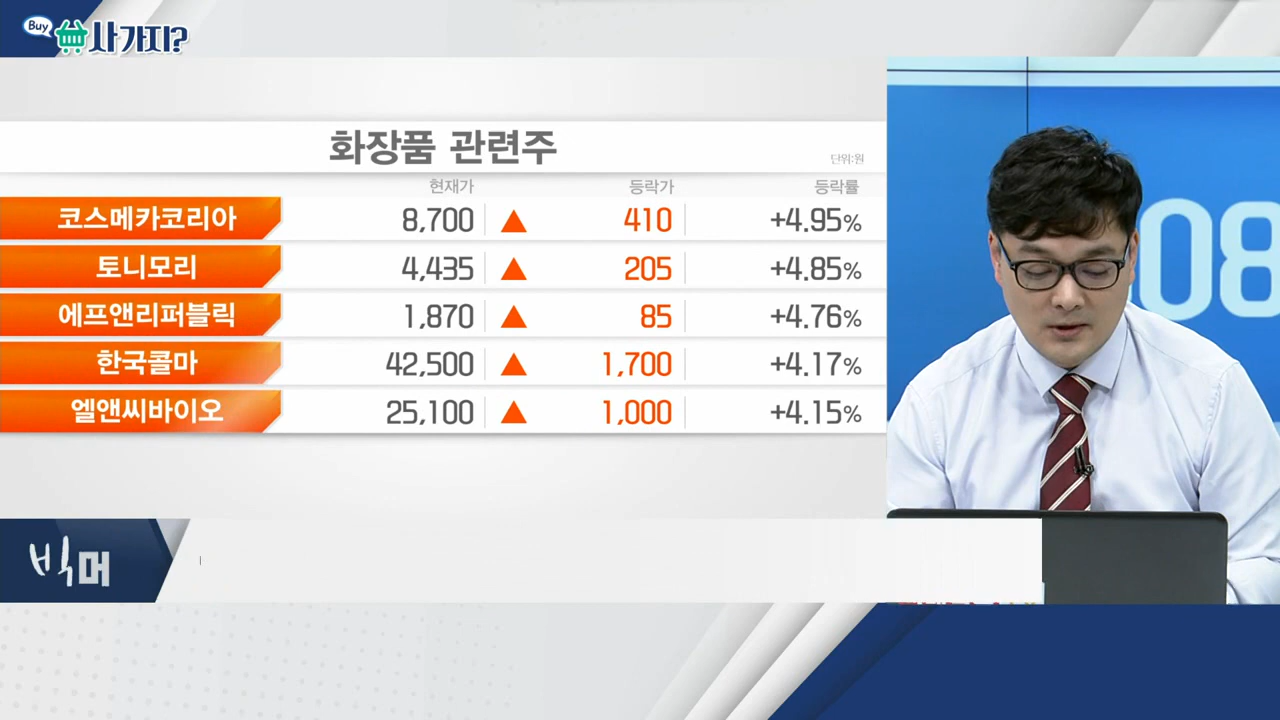 Buy 사가지?
화장품 관련주
단위:원
현재가 등락가 등락률
코스메카코리아 8,700 ▲ 410 +4.95%
토니모리 4,435 ▲ 205 +4.85%
에프앤리퍼블릭 1,870 ▲ 85 +4.76%
한국콜마 42,500 ▲ 1,700 +4.17%
엘앤씨바이오 25,100 ▲ 1,000 +4.15%
08
빅머